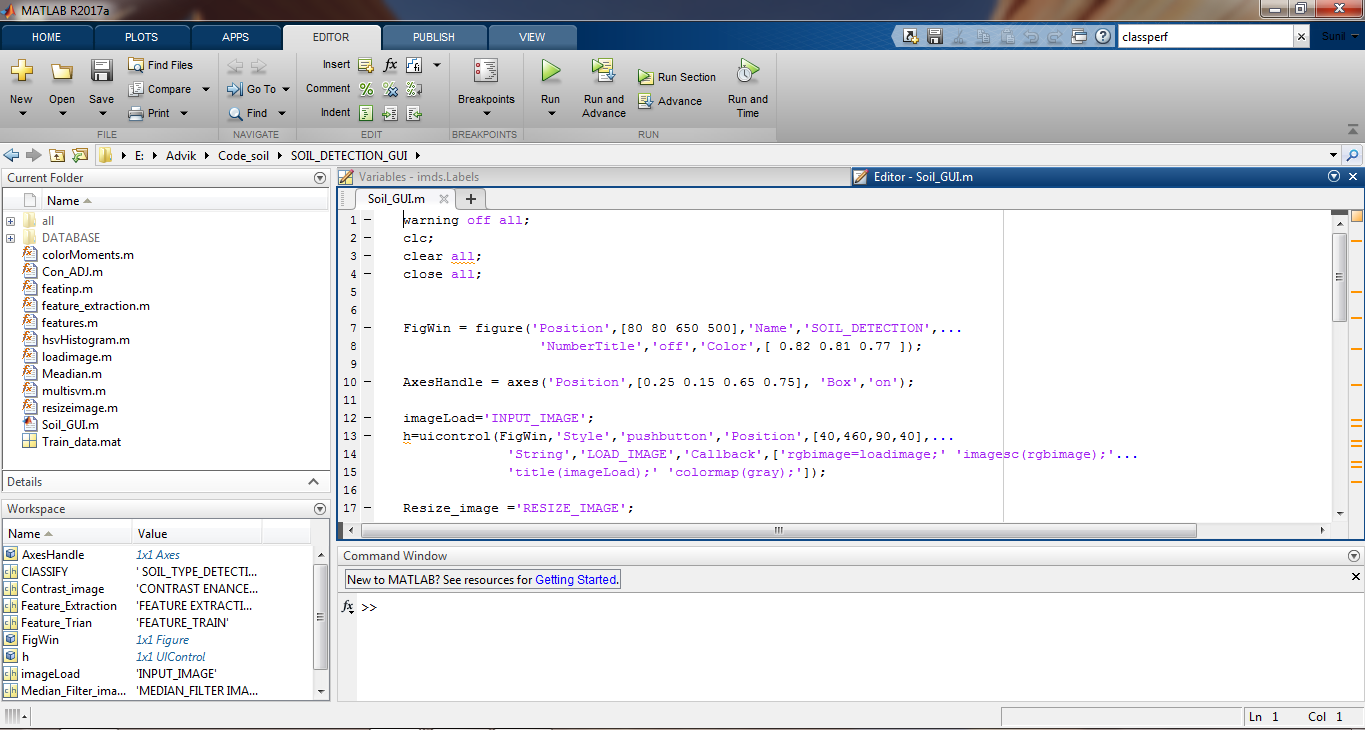 MATLAB R2017a
HOME PLOTS APPS EDITOR PUBLISH VIEW classperf Sunil
New Open Save Find Files Compare Print
FILE
Go To Find
NAVIGATE
Insert fx fi
Comment
Indent
EDIT
Breakpoints
BREAKPOINTS
Run Run and Advance Run Section Advance Run and Time
RUN
E: Advik Code_soil SOIL_DETECTION_GUI
Current Folder
Name
all
DATABASE
colorMoments.m
Con_ADJ.m
featinp.m
feature_extraction.m
features.m
hsvHistogram.m
loadimage.m
Meadian.m
multisvm.m
resizeimage.m
Soil_GUI.m
Train_data.mat
Details
Workspace
Name Value
AxesHandle 1x1 Axes
ClASSIFY ' SOIL_TYPE_DETECTI...
Contrast_image 'CONTRAST ENANCE...
Feature_Extraction 'FEATURE EXTRACTI...
Feature_Trian 'FEATURE_TRAIN'
FigWin 1x1 Figure
h 1x1 UIControl
imageLoad 'INPUT_IMAGE'
Median_Filter_ima... 'MEDIAN_FILTER IMA...
Variables - imds.Labels
Editor - Soil_GUI.m
Soil_GUI.m
1 – warning off all;
2 – clc;
3 – clear all;
4 – close all;
5
6
7 – FigWin = figure('Position',[80 80 650 500],'Name','SOIL_DETECTION',...
8 'NumberTitle','off','Color',[ 0.82 0.81 0.77 ]);
9
10 – AxesHandle = axes('Position',[0.25 0.15 0.65 0.75], 'Box','on');
11
12 – imageLoad='INPUT_IMAGE';
13 – h=uicontrol(FigWin,'Style','pushbutton','Position',[40,460,90,40],...
14 'String','LOAD_IMAGE','Callback',['rgbimage=loadimage;' 'imagesc(rgbimage);'...
15 'title(imageLoad);' 'colormap(gray);']);
16
17 – Resize_image ='RESIZE_IMAGE';
Command Window
New to MATLAB? See resources for Getting Started.
fx >>
Ln 1 Col 1